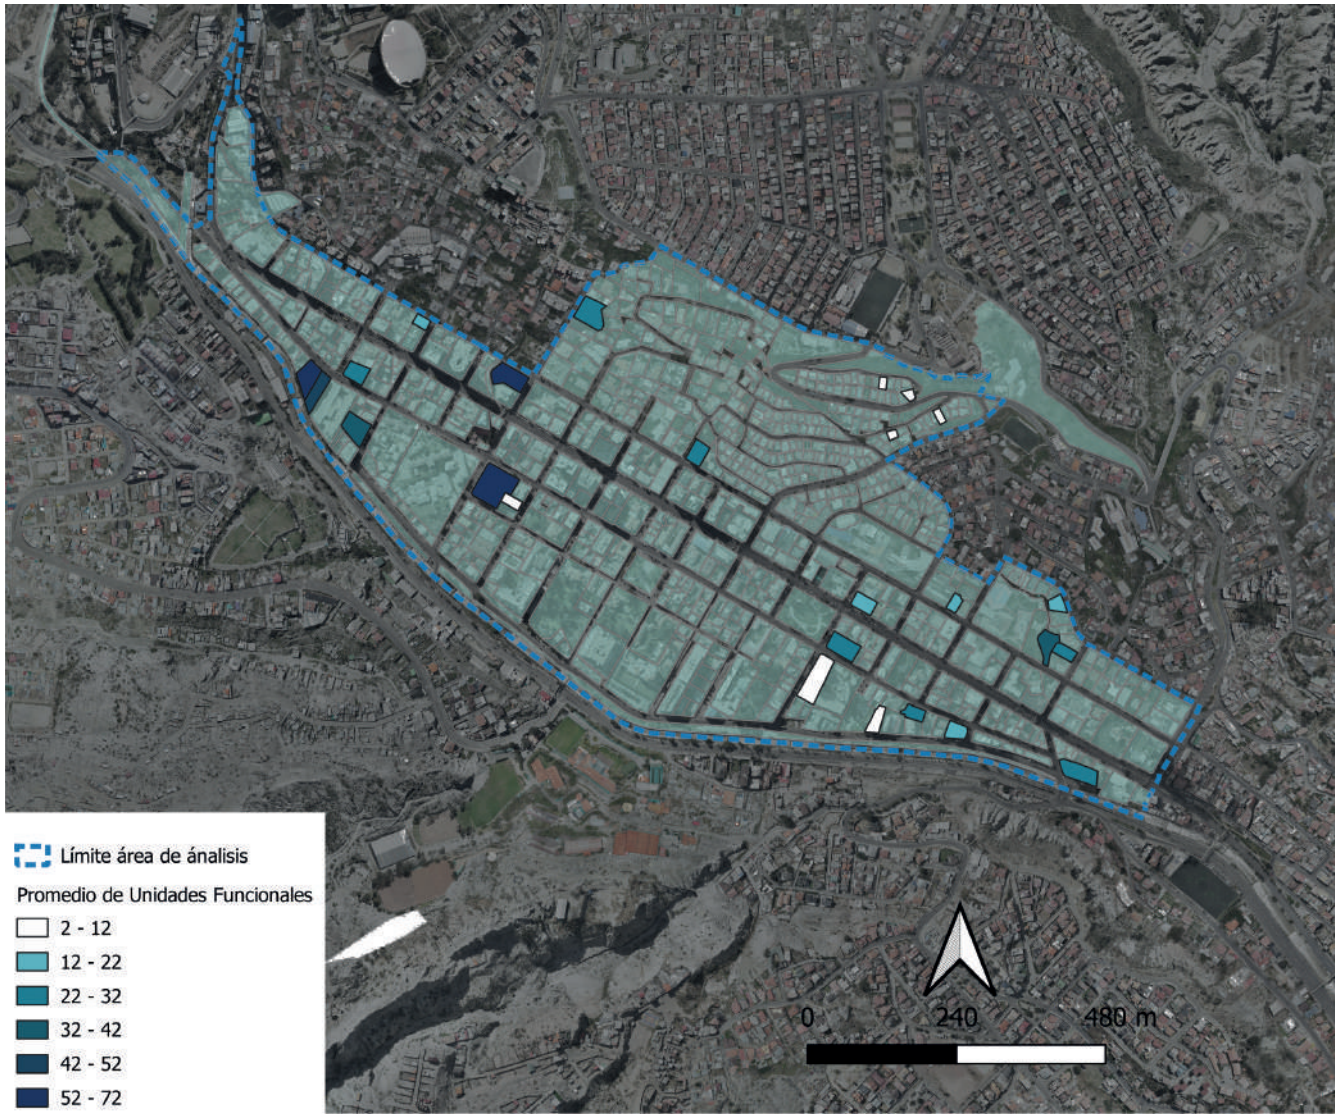 Límite área de ánalisis
Promedio de Unidades Funcionales
2 - 12
12 - 22
22 - 32
32 - 42
42 - 52
52 - 72
0 240 480 m